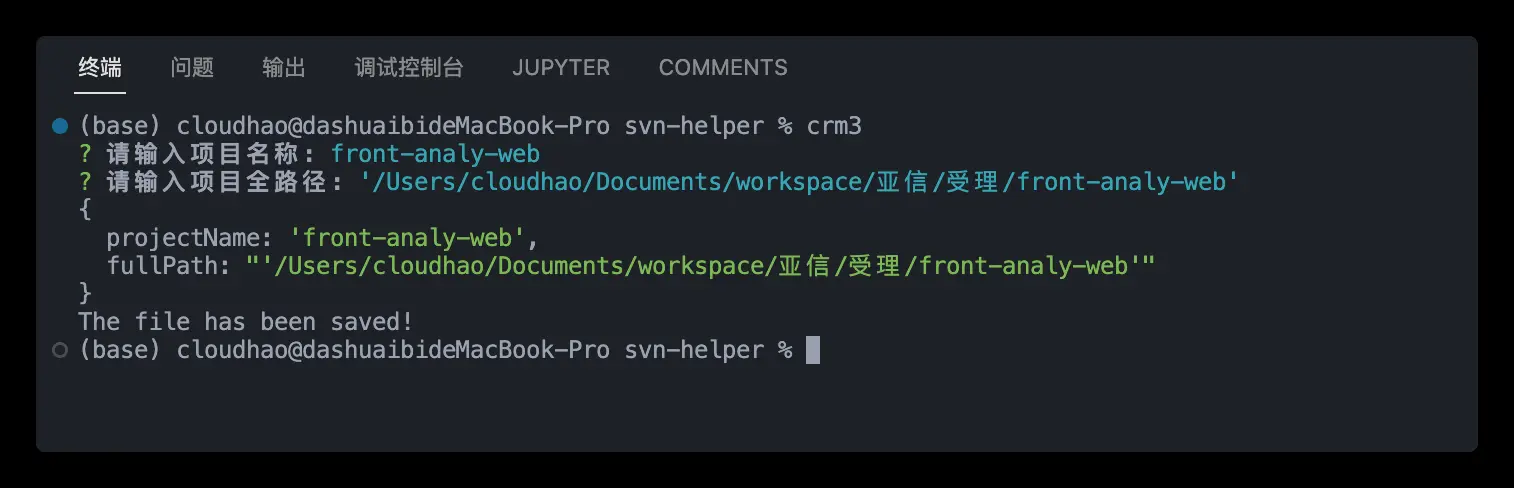 终端 问题 输出 调试控制台 JUPYTER COMMENTS
(base) cloudhao@dashuaibideMacBook-Pro svn-helper % crm3
? 请输入项目名称: front-analy-web
? 请输入项目全路径: '/Users/cloudhao/Documents/workspace/亚信/受理/front-analy-web'
{
  projectName: 'front-analy-web',
  fullPath: "'/Users/cloudhao/Documents/workspace/亚信/受理/front-analy-web'"
}
The file has been saved!
(base) cloudhao@dashuaibideMacBook-Pro svn-helper %